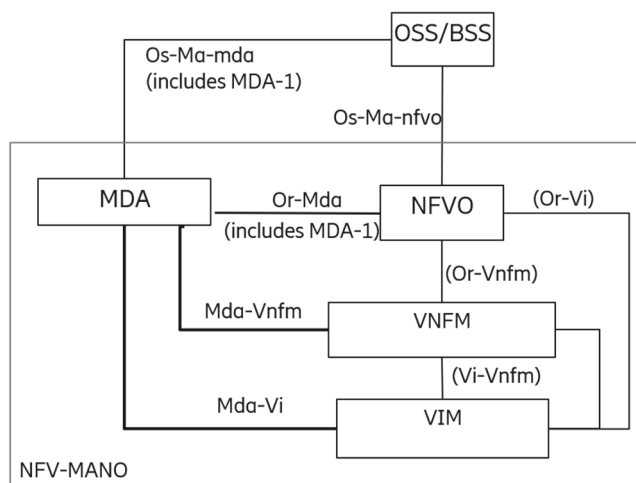 OSS/BSS
Os-Ma-mda
(includes MDA-1)
Os-Ma-nfvo
MDA
Or-Mda
(includes MDA-1)
NFVO
(Or-Vi)
(Or-Vnfm)
Mda-Vnfm
VNFM
(Vi-Vnfm)
Mda-Vi
VIM
NFV-MANO